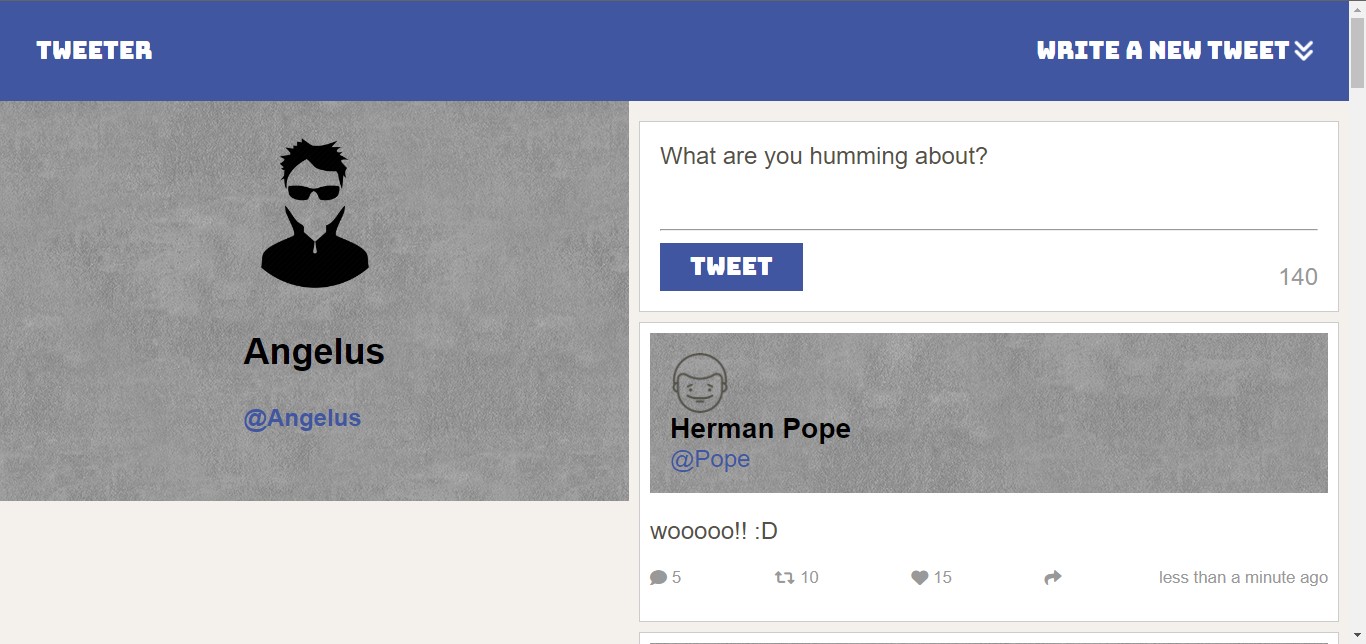 TWEETER
WRITE A NEW TWEET
Angelus
@Angelus
What are you humming about?
TWEET
140
Herman Pope
@Pope
wooooo!! :D
5 10 15 less than a minute ago